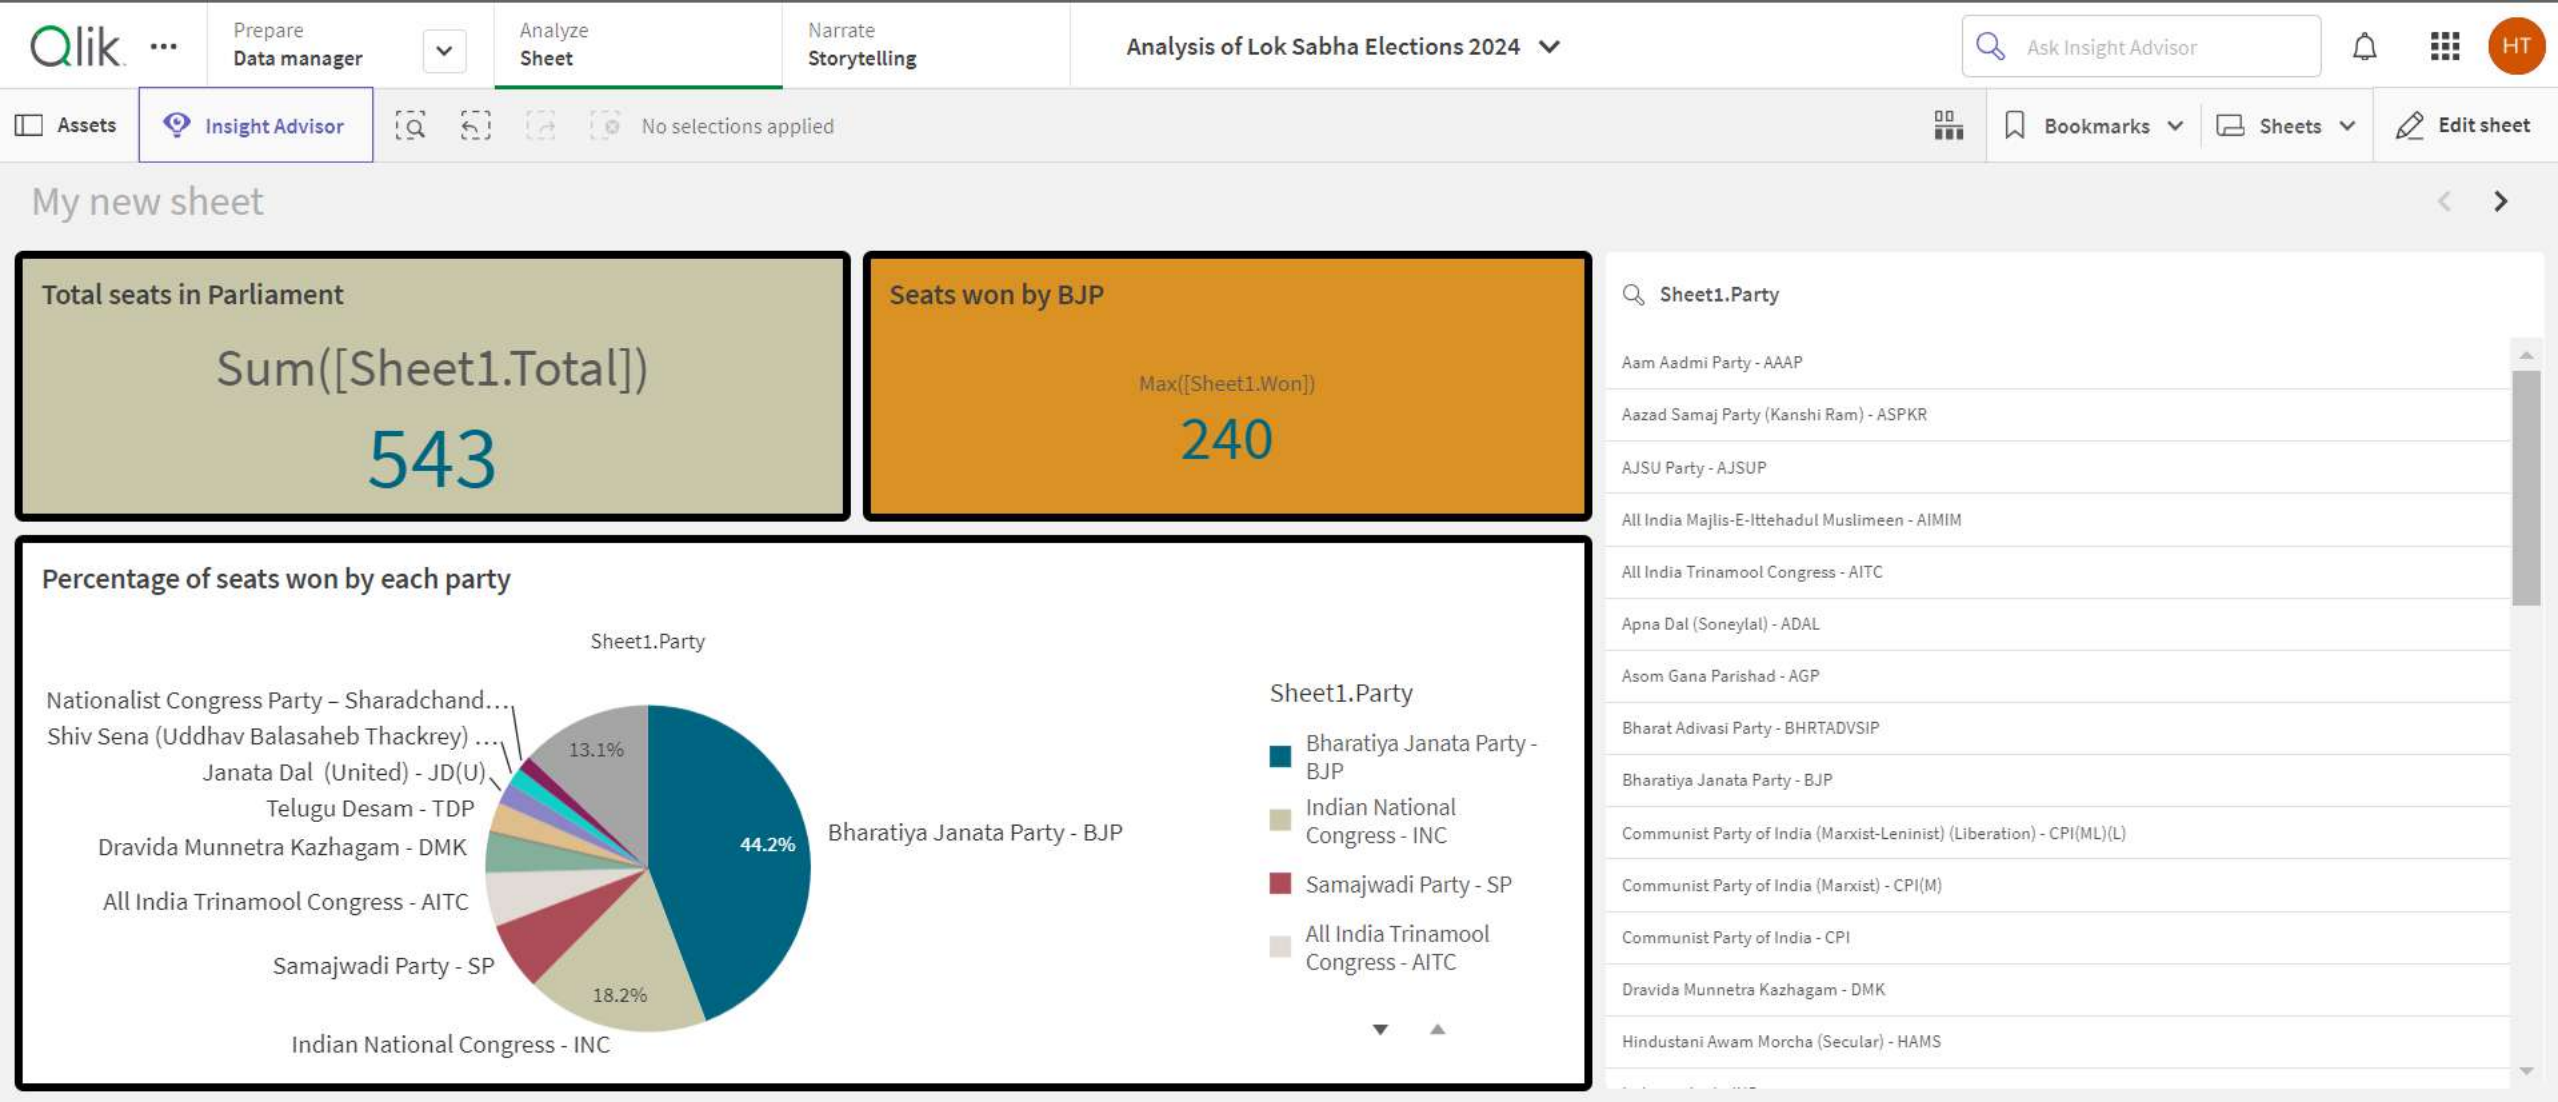 Qlik
Prepare
Data manager
Analyze
Sheet
Narrate
Storytelling
Analysis of Lok Sabha Elections 2024
Ask Insight Advisor
HT
Assets
Insight Advisor
No selections applied
Bookmarks
Sheets
Edit sheet
My new sheet
Total seats in Parliament
Sum([Sheet1.Total])
543
Seats won by BJP
Max([Sheet1.Won])
240
Percentage of seats won by each party
Sheet1.Party
Nationalist Congress Party – Sharadchand...
Shiv Sena (Uddhav Balasaheb Thackrey) ...
Janata Dal (United) - JD(U)
Telugu Desam - TDP
Dravida Munnetra Kazhagam - DMK
All India Trinamool Congress - AITC
Samajwadi Party - SP
Indian National Congress - INC
13.1%
44.2%
18.2%
Bharatiya Janata Party - BJP
Sheet1.Party
Bharatiya Janata Party -
BJP
Indian National
Congress - INC
Samajwadi Party - SP
All India Trinamool
Congress - AITC
Sheet1.Party
Aam Aadmi Party - AAAP
Aazad Samaj Party (Kanshi Ram) - ASPKR
AJSU Party - AJSUP
All India Majlis-E-Ittehadul Muslimeen - AIMIM
All India Trinamool Congress - AITC
Apna Dal (Soneylal) - ADAL
Asom Gana Parishad - AGP
Bharat Adivasi Party - BHRTADVSIP
Bharatiya Janata Party - BJP
Communist Party of India (Marxist-Leninist) (Liberation) - CPI(ML)(L)
Communist Party of India (Marxist) - CPI(M)
Communist Party of India - CPI
Dravida Munnetra Kazhagam - DMK
Hindustani Awam Morcha (Secular) - HAMS